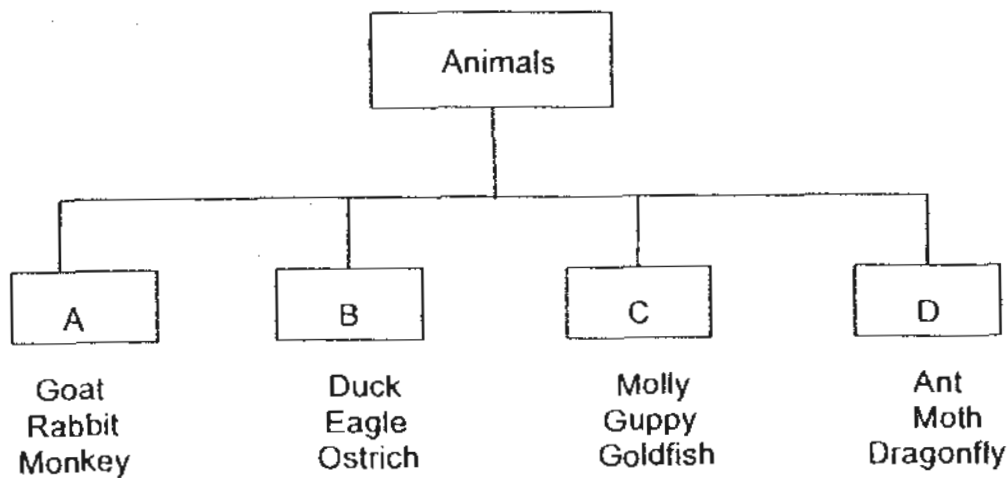 Animals
A
B
C
D
Goat
Rabbit
Monkey
Duck
Eagle
Ostrich
Molly
Guppy
Goldfish
Ant
Moth
Dragonfly